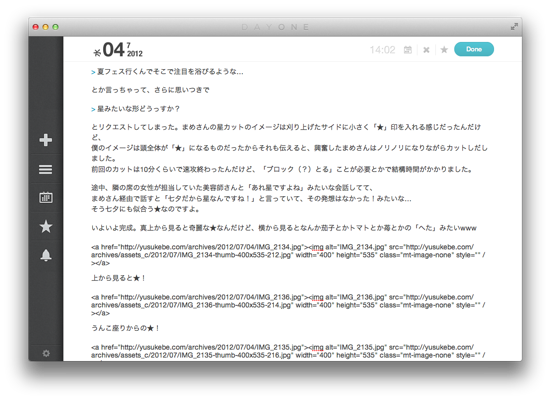 DAY ONE
04 7
2012
14:02
Done
> 夏フェス行くんでそこで注目を浴びるような...
とか言っちゃって、さらに思いつきで
> 星みたいな形どうっすか？
とリクエストしてしまった。まめさんの星カットのイメージは刈り上げたサイドに小さく「★」印を入れる感じだったんだけ
ど、
僕のイメージは頭全体が「★」になるものだったからそれも伝えると、興奮したまめさんはノリノリになりながらカットしだし
ました。
前回のカットは10分くらいで速攻終わったんだけど、「ブロック（？）とる」ことが必要とかで結構時間がかかりました。
途中、隣の席の女性が担当していた美容師さんと「あれ星ですよね」みたいな会話してて、
まめさん経由で話すと「七夕だから星なんですね！」と言っていて、その発想はなかった！みたいな...
そう七夕にも似合う★なのですよ。
いよいよ完成。真上から見ると奇麗な★なんだけど、横から見るとなんか茄子とかトマトとか苺とかの「へた」みたいwww
<a href="http://yusukebe.com/archives/2012/07/04/IMG_2134.jpg"><img alt="IMG_2134.jpg" src="http://yusukebe.com/
archives/assets_c/2012/07/IMG_2134-thumb-400x535-212.jpg" width="400" height="535" class="mt-image-none" style="" /
></a>
上から見ると★！
<a href="http://yusukebe.com/archives/2012/07/04/IMG_2136.jpg"><img alt="IMG_2136.jpg" src="http://yusukebe.com/
archives/assets_c/2012/07/IMG_2136-thumb-400x535-214.jpg" width="400" height="535" class="mt-image-none" style="" /
></a>
うんこ座りからの★！
<a href="http://yusukebe.com/archives/2012/07/04/IMG_2135.jpg"><img alt="IMG_2135.jpg" src="http://yusukebe.com/
archives/assets_c/2012/07/IMG_2135-thumb-400x535-216.jpg" width="400" height="535" class="mt-image-none" style="" /